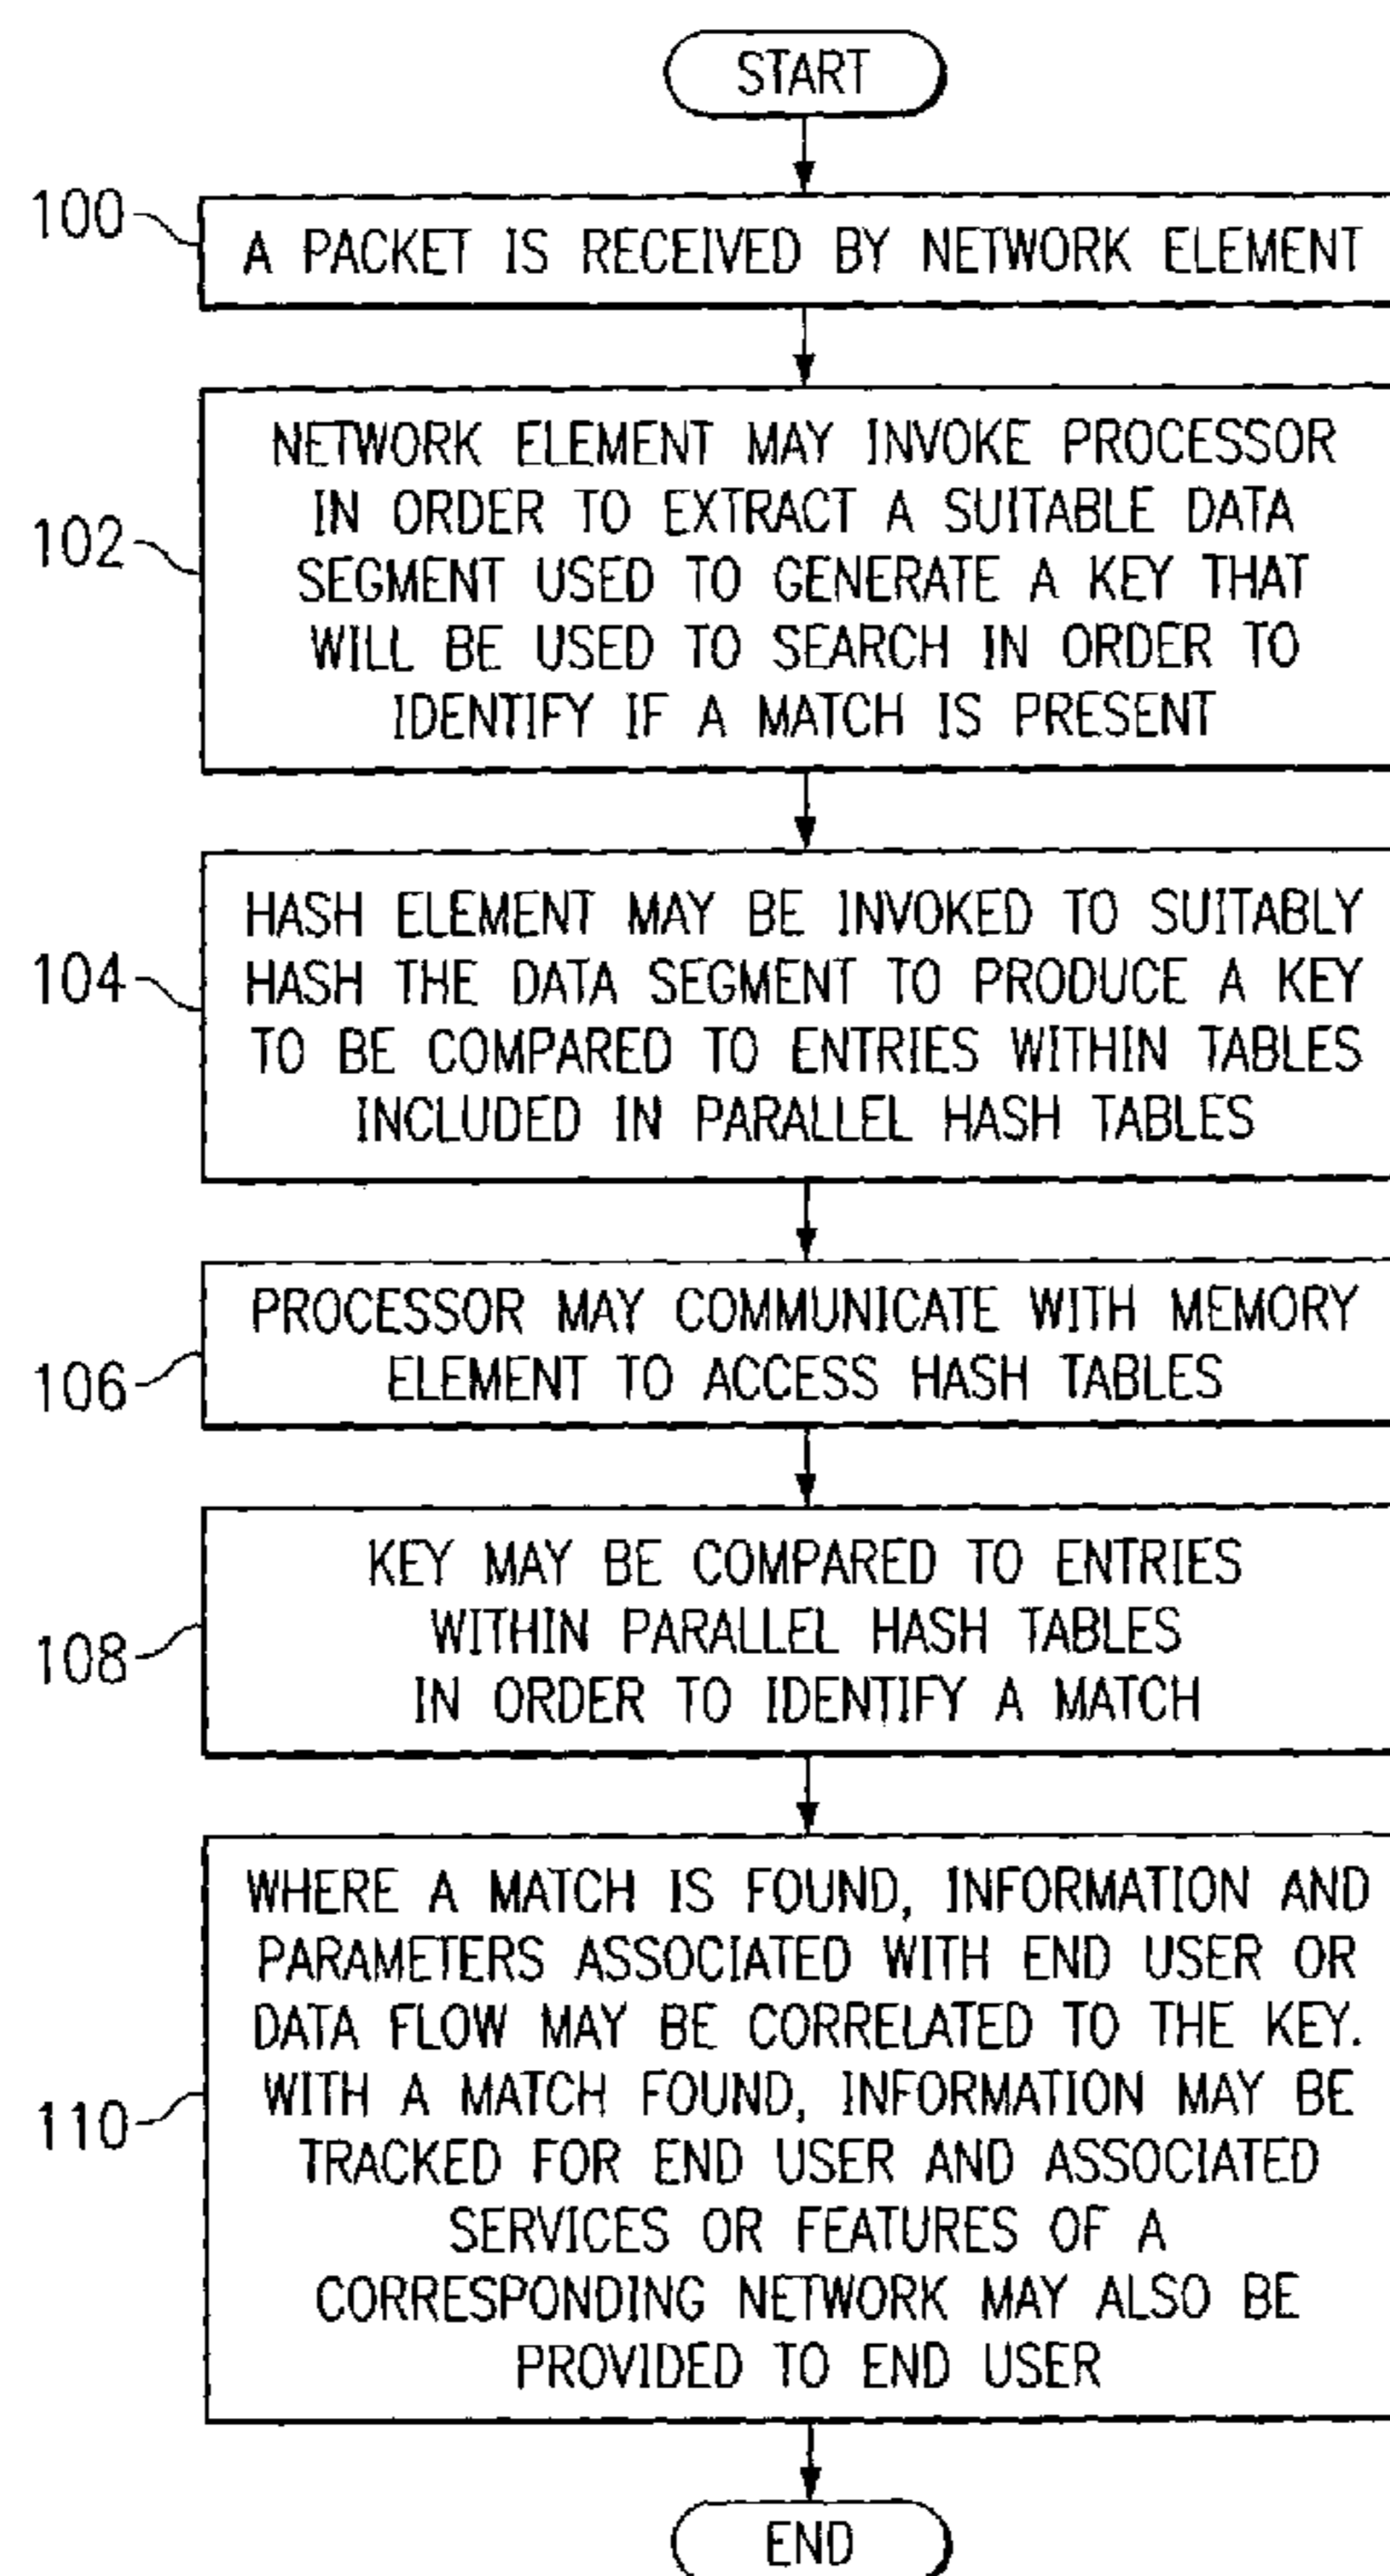 START
100
A PACKET IS RECEIVED BY NETWORK ELEMENT
102
NETWORK ELEMENT MAY INVOKE PROCESSOR
IN ORDER TO EXTRACT A SUITABLE DATA
SEGMENT USED TO GENERATE A KEY THAT
WILL BE USED TO SEARCH IN ORDER TO
IDENTIFY IF A MATCH IS PRESENT
104
HASH ELEMENT MAY BE INVOKED TO SUITABLY
HASH THE DATA SEGMENT TO PRODUCE A KEY
TO BE COMPARED TO ENTRIES WITHIN TABLES
INCLUDED IN PARALLEL HASH TABLES
106
PROCESSOR MAY COMMUNICATE WITH MEMORY
ELEMENT TO ACCESS HASH TABLES
108
KEY MAY BE COMPARED TO ENTRIES
WITHIN PARALLEL HASH TABLES
IN ORDER TO IDENTIFY A MATCH
110
WHERE A MATCH IS FOUND, INFORMATION AND
PARAMETERS ASSOCIATED WITH END USER OR
DATA FLOW MAY BE CORRELATED TO THE KEY.
WITH A MATCH FOUND, INFORMATION MAY BE
TRACKED FOR END USER AND ASSOCIATED
SERVICES OR FEATURES OF A
CORRESPONDING NETWORK MAY ALSO BE
PROVIDED TO END USER
END